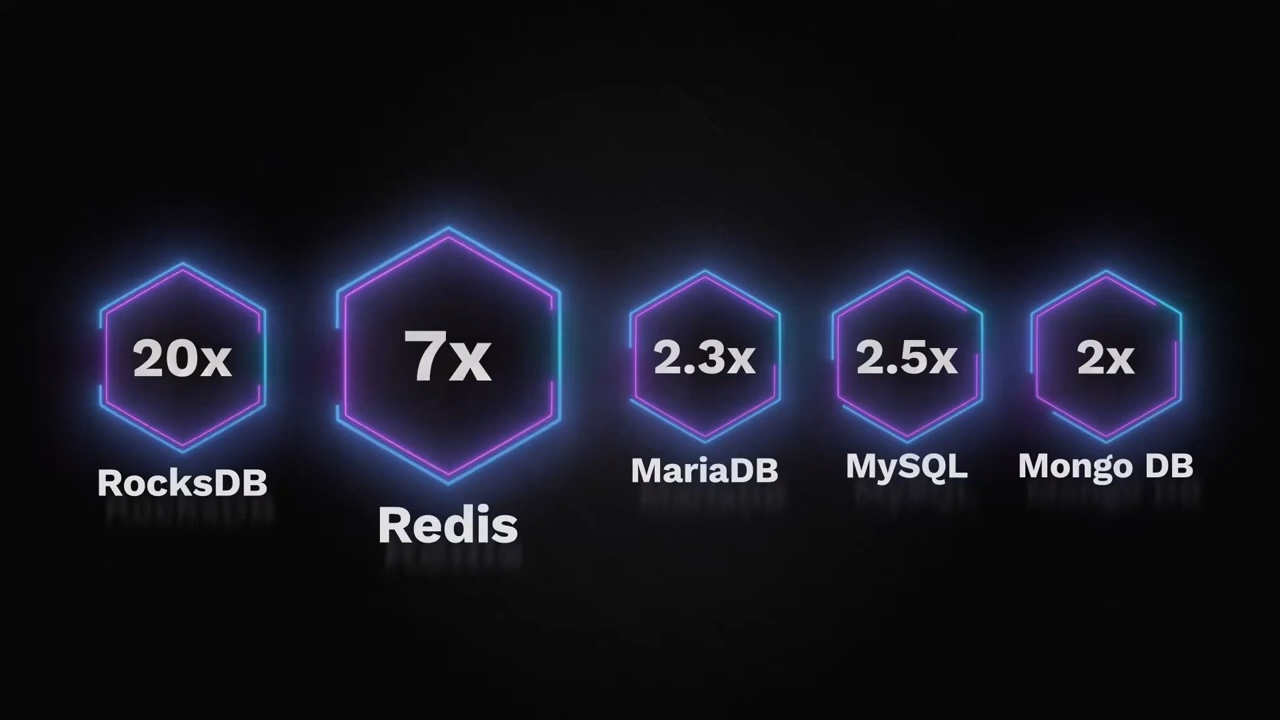 20x
RocksDB
7x
Redis
2.3x
MariaDB
2.5x
MySQL
2x
Mongo DB